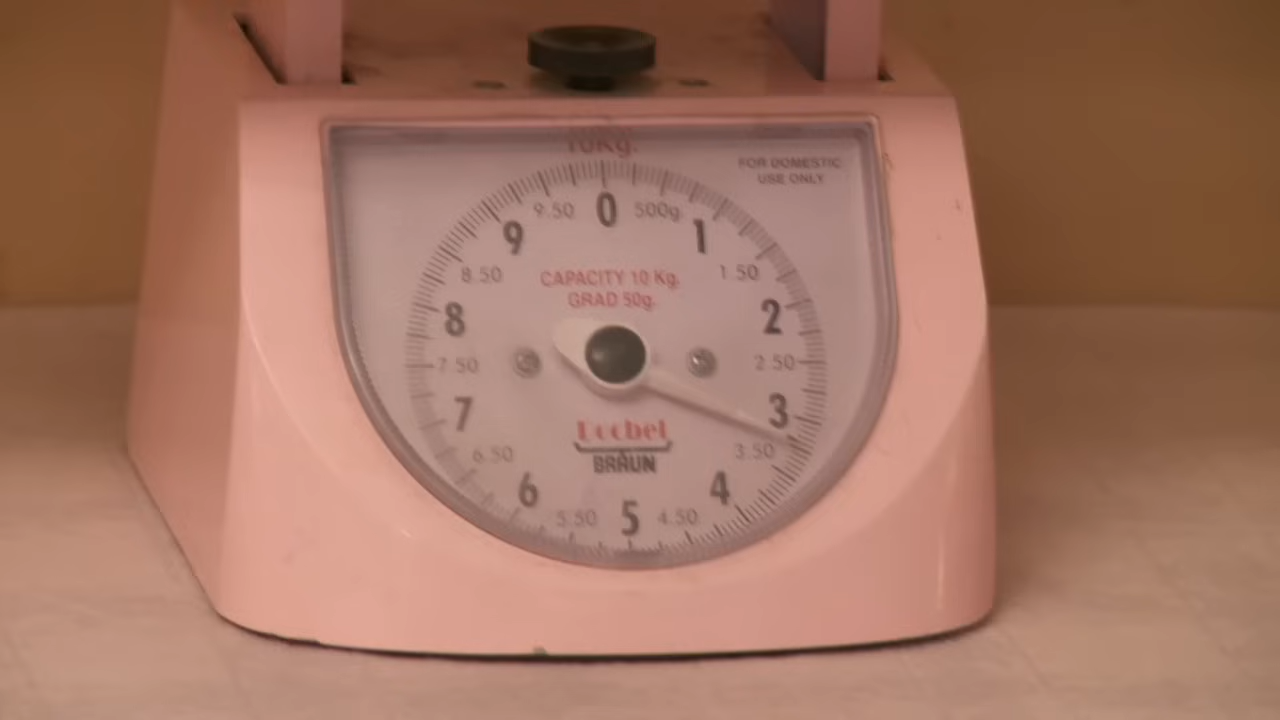 10Kg.
FOR DOMESTIC
USE ONLY
9.50 0 500g.
9 1
8.50 CAPACITY 10 Kg. 1.50
GRAD 50g.
8 2
7.50 2.50
7 3
Docbel
6.50 BRAUN 3.50
6 4
5.50 5 4.50